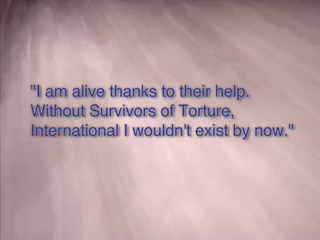 "I am alive thanks to their help.
Without Survivors of Torture,
International I wouldn't exist by now."